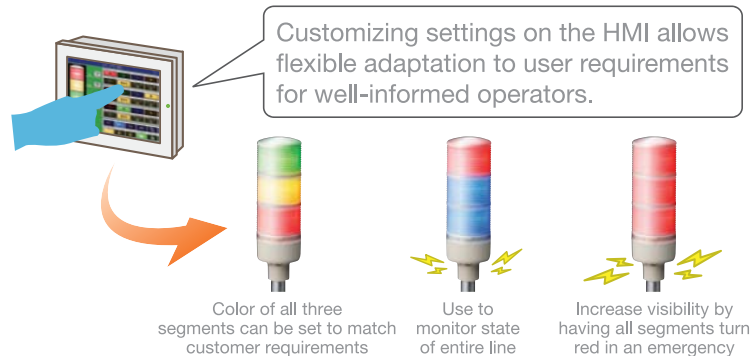 Customizing settings on the HMI allows
flexible adaptation to user requirements
for well-informed operators.
Color of all three
segments can be set to match
customer requirements
Use to
monitor state
of entire line
Increase visibility by
having all segments turn
red in an emergency